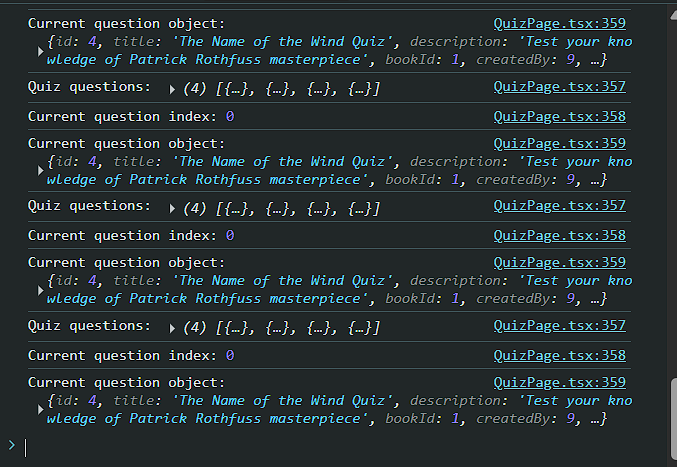 Current question object: QuizPage.tsx:359
{id: 4, title: 'The Name of the Wind Quiz', description: 'Test your kno
wledge of Patrick Rothfuss masterpiece', bookId: 1, createdBy: 9, …}
Quiz questions: (4) [{…}, {…}, {…}, {…}] QuizPage.tsx:357
Current question index: 0 QuizPage.tsx:358
Current question object: QuizPage.tsx:359
{id: 4, title: 'The Name of the Wind Quiz', description: 'Test your kno
wledge of Patrick Rothfuss masterpiece', bookId: 1, createdBy: 9, …}
Quiz questions: (4) [{…}, {…}, {…}, {…}] QuizPage.tsx:357
Current question index: 0 QuizPage.tsx:358
Current question object: QuizPage.tsx:359
{id: 4, title: 'The Name of the Wind Quiz', description: 'Test your kno
wledge of Patrick Rothfuss masterpiece', bookId: 1, createdBy: 9, …}
Quiz questions: (4) [{…}, {…}, {…}, {…}] QuizPage.tsx:357
Current question index: 0 QuizPage.tsx:358
Current question object: QuizPage.tsx:359
{id: 4, title: 'The Name of the Wind Quiz', description: 'Test your kno
wledge of Patrick Rothfuss masterpiece', bookId: 1, createdBy: 9, …}